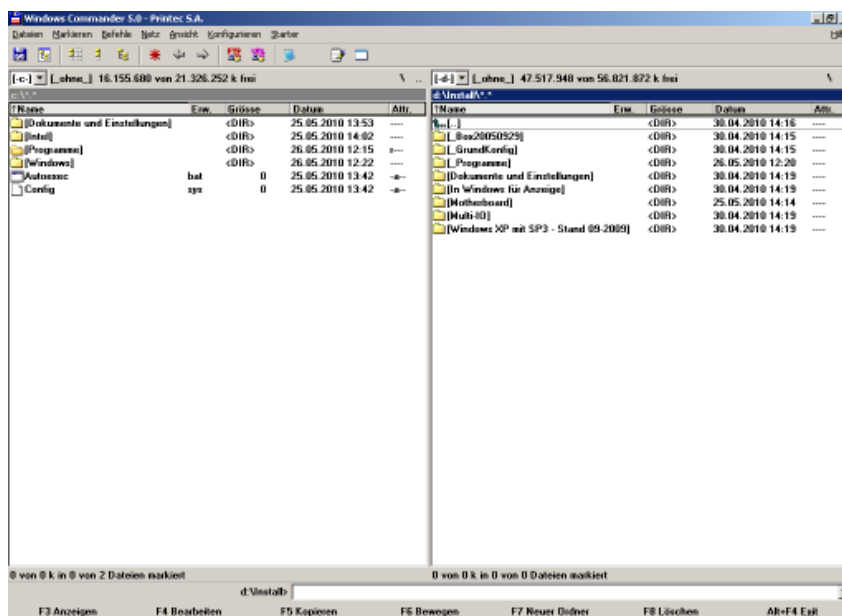 Windows Commander 5.0 - Printec S.A.
Dateien Markieren Befehle Netz Ansicht Konfigurieren Starter
[-c-] [_ohne_] 16.155.680 von 21.326.252 k frei \ ..
c:\*.*
↑Name Erw. Grösse Datum Attr.
[Dokumente und Einstellungen] <DIR> 25.05.2010 13:53 ----
[Intel] <DIR> 25.05.2010 14:02 ----
[Programme] <DIR> 26.05.2010 12:15 r---
[Windows] <DIR> 26.05.2010 12:22 ----
Autoexec bat 0 25.05.2010 13:42 -a--
Config sys 0 25.05.2010 13:42 -a--
0 von 0 k in 0 von 2 Dateien markiert
[-d-] [_ohne_] 47.517.948 von 56.821.872 k frei \
d:\Install\*.*
↑Name Erw. Grösse Datum Attr.
[..] <DIR> 30.04.2010 14:16 ----
[_Box20050929] <DIR> 30.04.2010 14:15 ----
[_GrundKonfig] <DIR> 30.04.2010 14:15 ----
[_Programme] <DIR> 26.05.2010 12:20 ----
[Dokumente und Einstellungen] <DIR> 30.04.2010 14:19 ----
[In Windows für Anzeige] <DIR> 30.04.2010 14:19 ----
[Motherboard] <DIR> 25.05.2010 14:14 ----
[Multi-IO] <DIR> 30.04.2010 14:19 ----
[Windows XP mit SP3 - Stand 09-2009] <DIR> 30.04.2010 14:19 ----
0 von 0 k in 0 von 0 Dateien markiert
d:\Install>
F3 Anzeigen F4 Bearbeiten F5 Kopieren F6 Bewegen F7 Neuer Ordner F8 Löschen Alt+F4 Exit